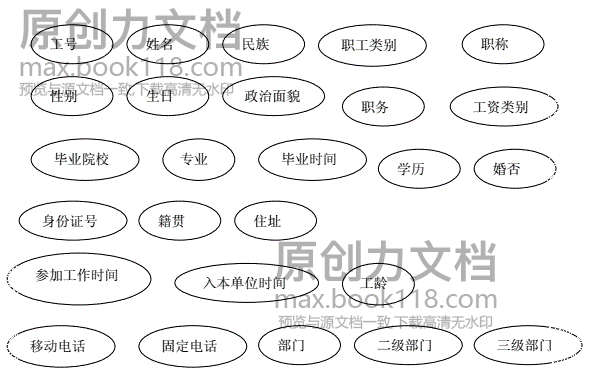 原创力文档
工号 姓名 民族 职工类别 职称
max.book118.com
预览与源文档一致,下载高清无水印
性别 生日 政治面貌 职务 工资类别
毕业院校 专业 毕业时间 学历 婚否
身份证号 籍贯 住址
原创力文档
参加工作时间 入本单位时间 工龄
max.book118.com
预览与源文档一致,下载高清无水印
移动电话 固定电话 部门 二级部门 三级部门